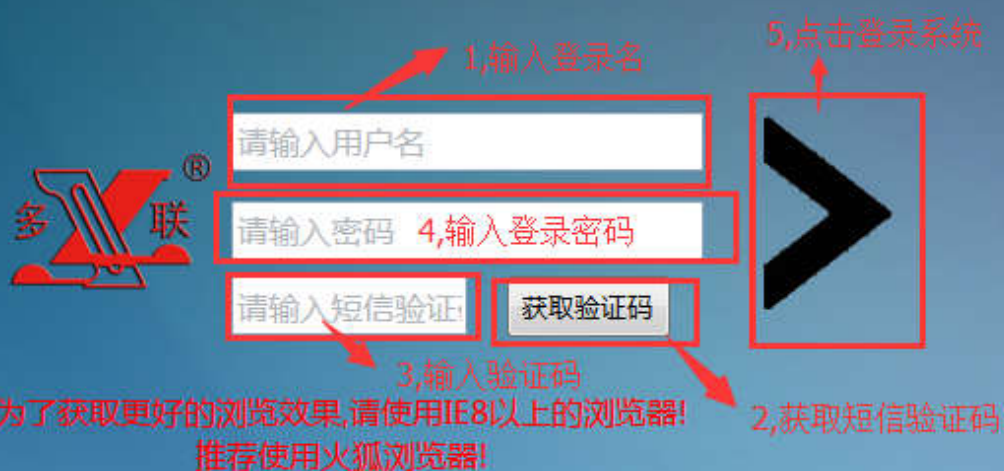 5,点击登录系统
1,输入登录名
请输入用户名
®
多 联
请输入密码 4,输入登录密码
请输入短信验证
获取验证码
3,输入验证码
为了获取更好的浏览效果,请使用IE8以上的浏览器!
2,获取短信验证码
推荐使用火狐浏览器!